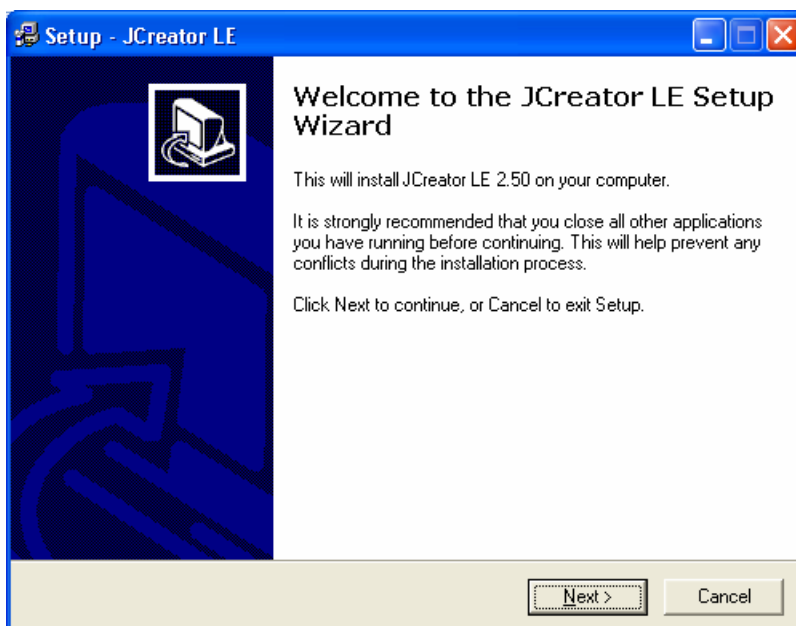 Setup - JCreator LE
Welcome to the JCreator LE Setup
Wizard
This will install JCreator LE 2.50 on your computer.
It is strongly recommended that you close all other applications
you have running before continuing. This will help prevent any
conflicts during the installation process.
Click Next to continue, or Cancel to exit Setup.
Next > Cancel